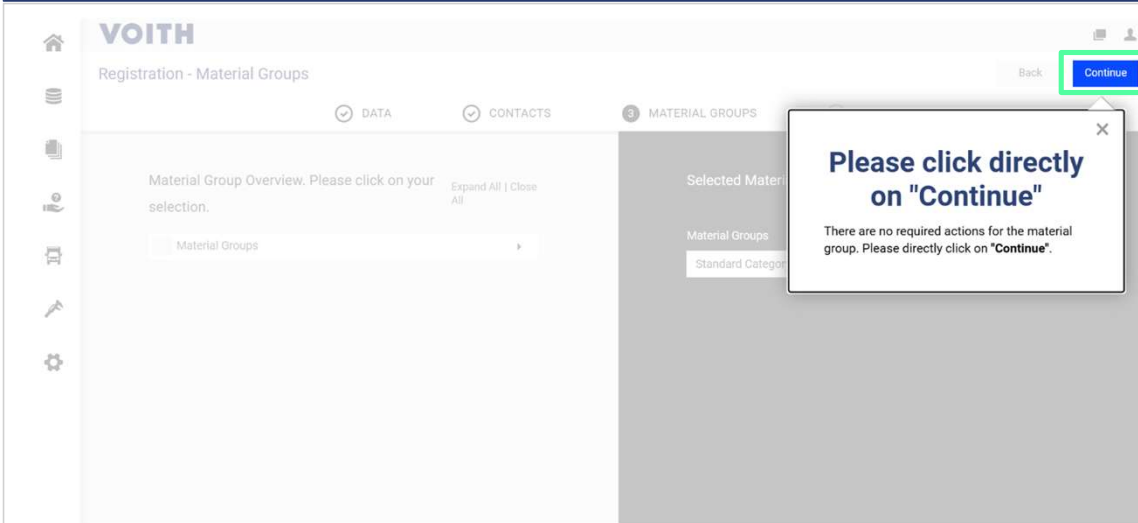 VOITH
Registration - Material Groups
Back
Continue
DATA
CONTACTS
3 MATERIAL GROUPS
Material Group Overview. Please click on your
selection.
Expand All | Close
All
Material Groups
Selected Materi
Material Groups
Standard Categor
×
Please click directly
on "Continue"
There are no required actions for the material
group. Please directly click on "Continue".